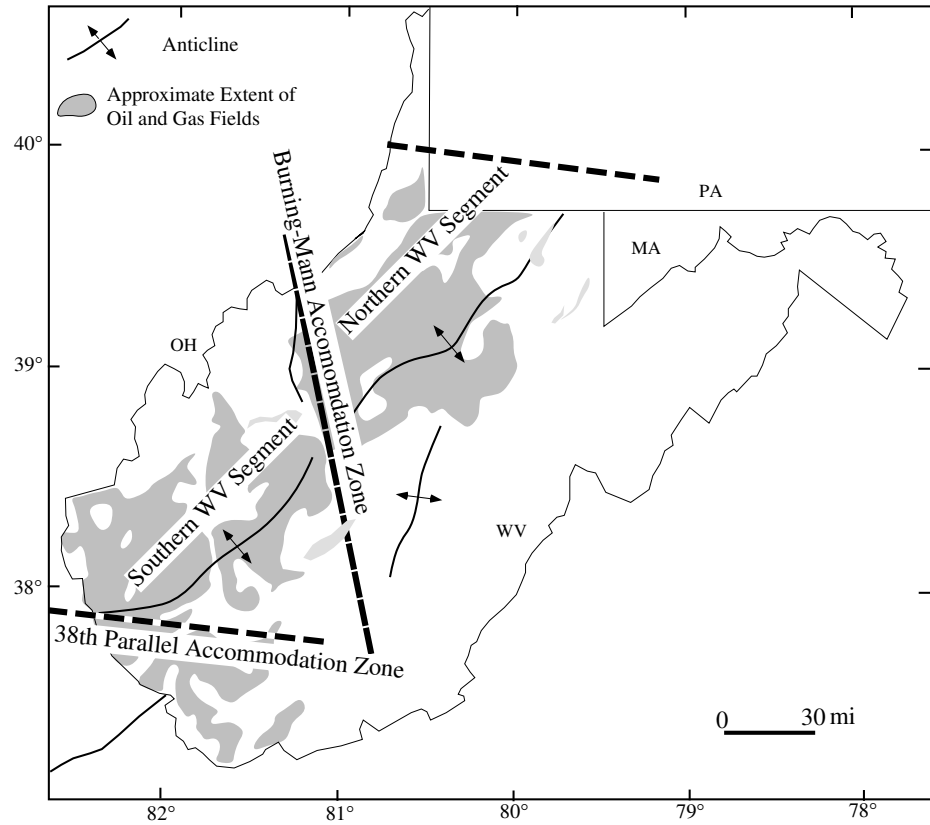 Anticline
Approximate Extent of
Oil and Gas Fields
40°
39°
38°
Burning-Mann Accomomdation Zone
Northern WV Segment
Southern WV Segment
38th Parallel Accommodation Zone
PA
MA
OH
WV
0 30 mi
82° 81° 80° 79° 78°